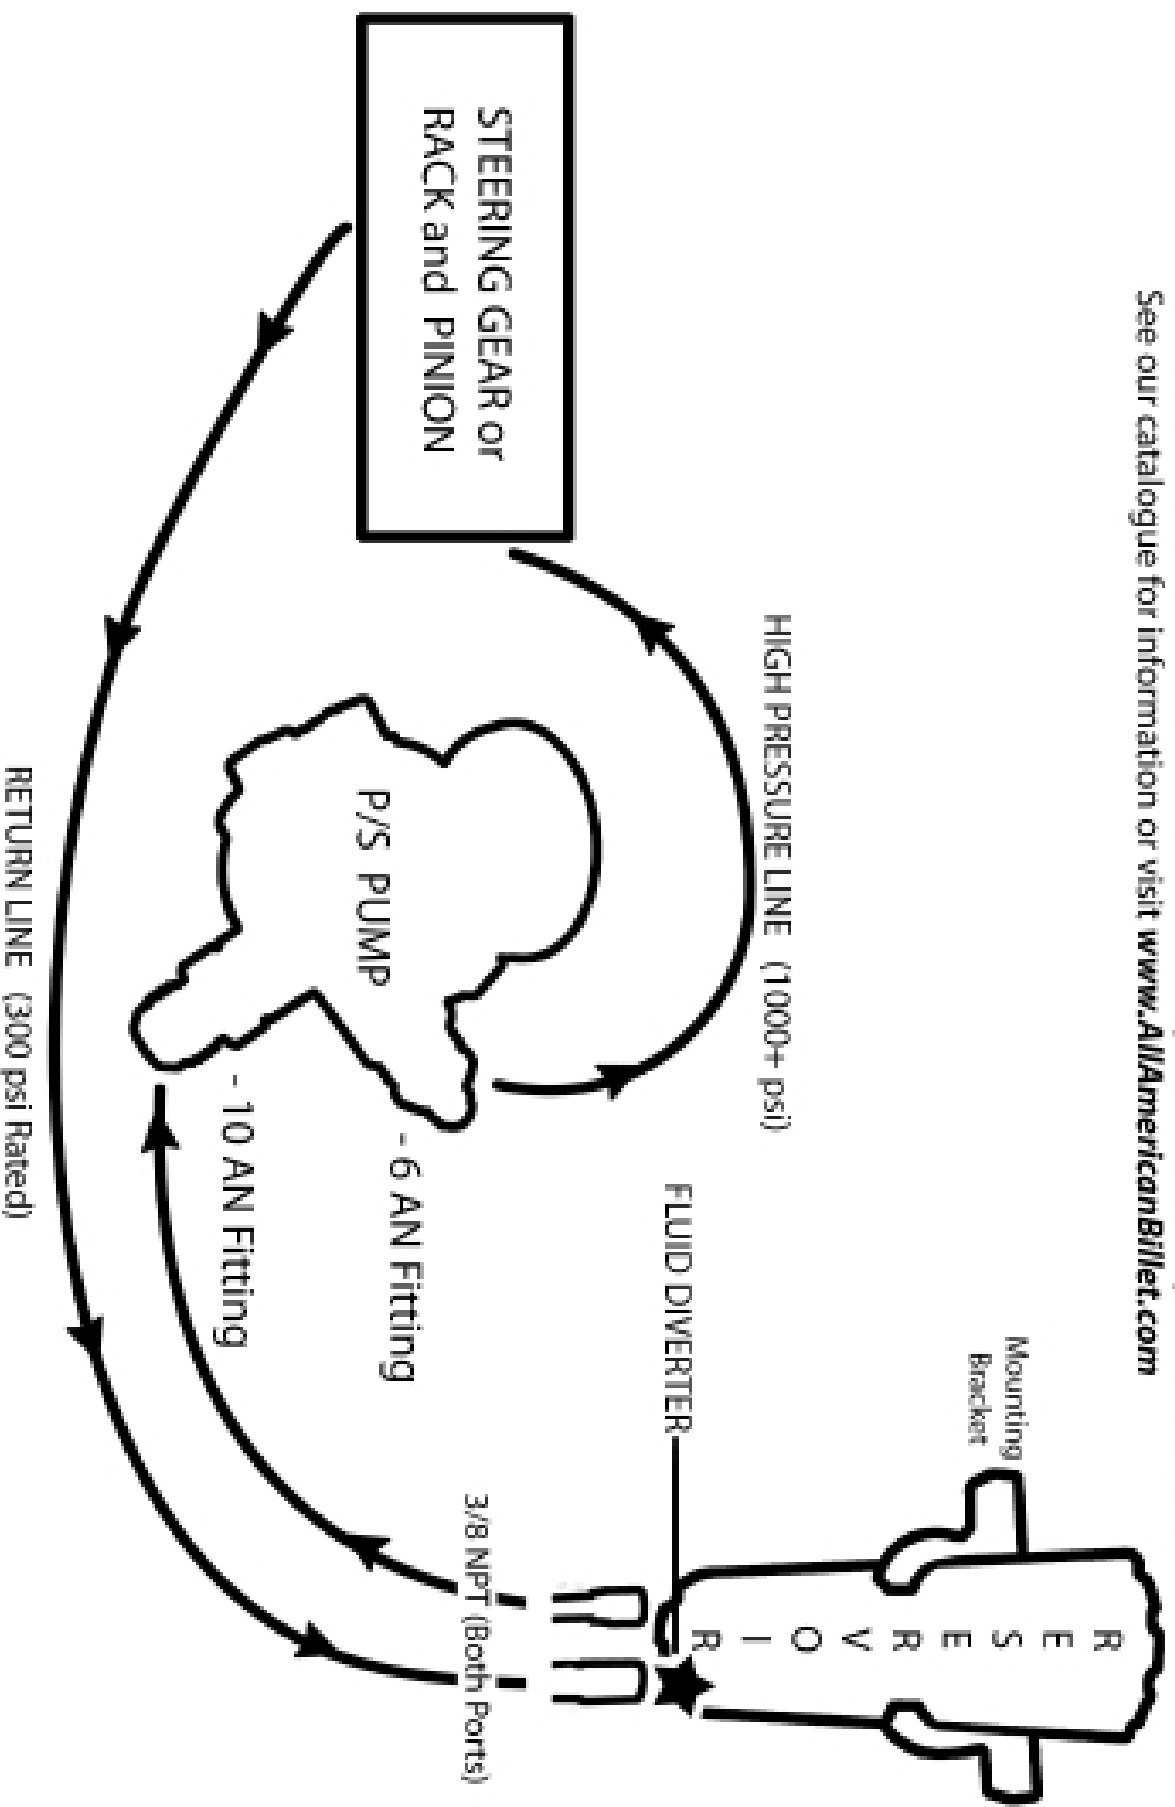 See our catalogue for information or visit www.AllAmericanBillet.com
Mounting
Bracket
RESERVOIR
HIGH PRESSURE LINE (1000+ psi)
FLUID DIVERTER
STEERING GEAR or
RACK and PINION
3/8 NPT (Both Ports)
P/S PUMP
- 6 AN Fitting
- 10 AN Fitting
RETURN LINE (300 psi Rated)